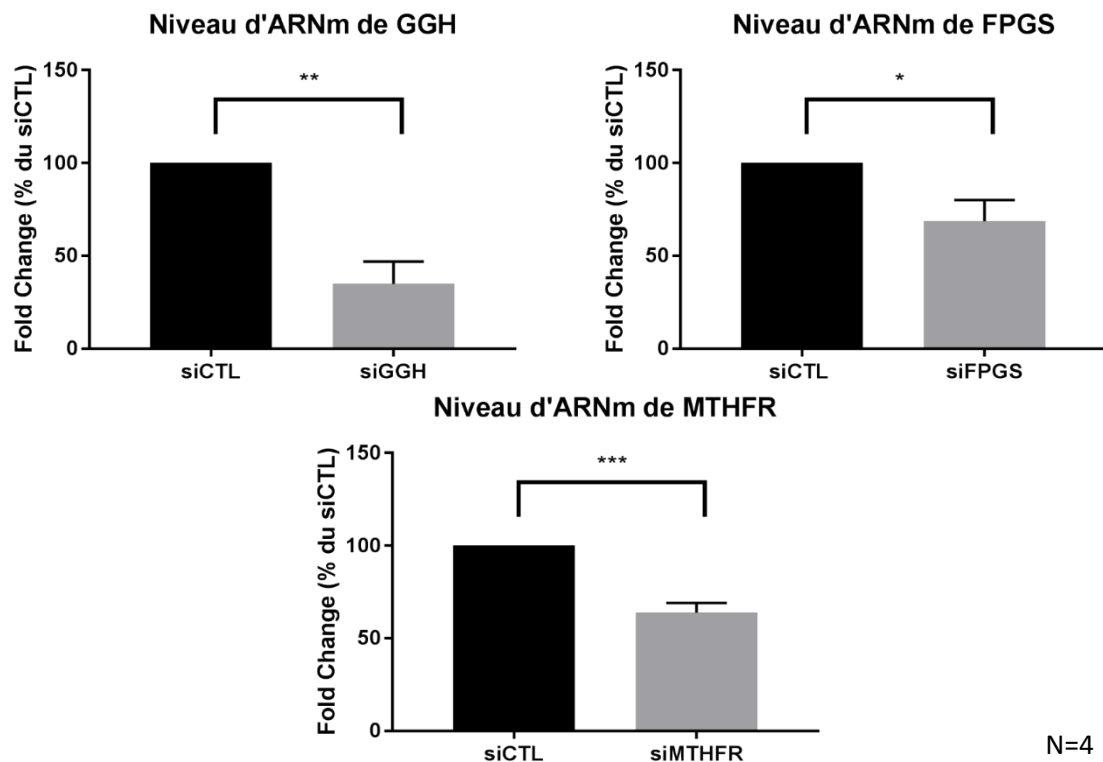 Niveau d'ARNm de GGH
Fold Change (% du siCTL)
150
100
50
0
**
siCTL
siGGH
Niveau d'ARNm de FPGS
Fold Change (% du siCTL)
150
100
50
0
*
siCTL
siFPGS
Niveau d'ARNm de MTHFR
Fold Change (% du siCTL)
150
100
50
0
***
siCTL
siMTHFR
N=4